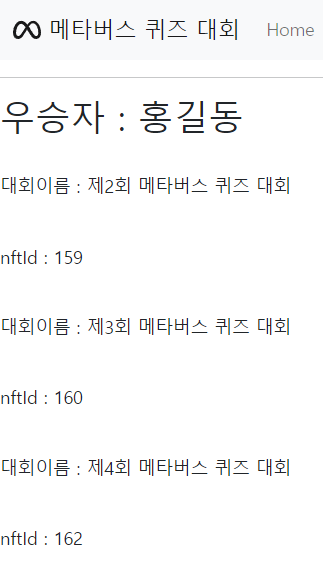 메타버스 퀴즈 대회 Home
우승자 : 홍길동
대회이름 : 제2회 메타버스 퀴즈 대회
nftId : 159
대회이름 : 제3회 메타버스 퀴즈 대회
nftId : 160
대회이름 : 제4회 메타버스 퀴즈 대회
nftId : 162